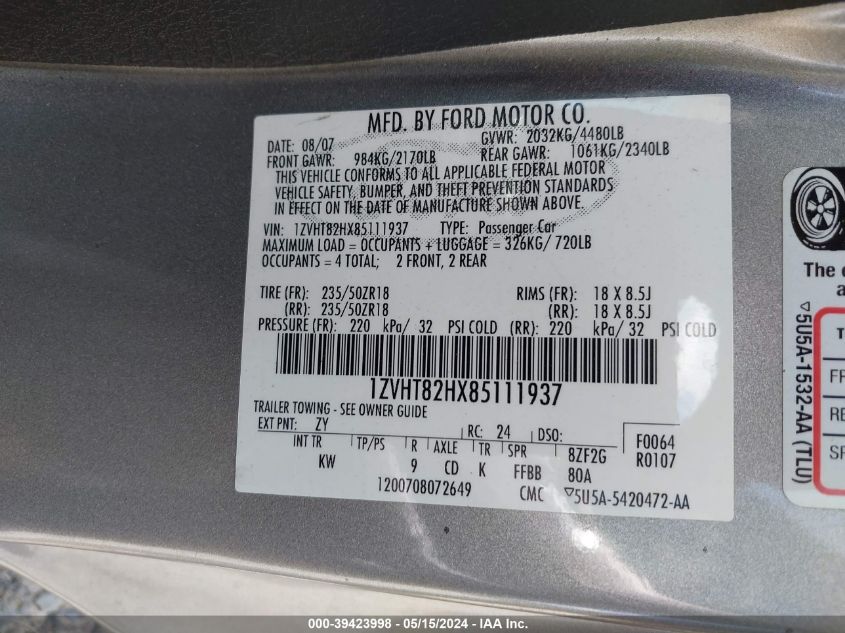 MFD. BY FORD MOTOR CO.
DATE: 08/07 GVWR: 2032KG/4480LB
FRONT GAWR: 984KG/2170LB REAR GAWR: 1061KG/2340LB
THIS VEHICLE CONFORMS TO ALL APPLICABLE FEDERAL MOTOR
VEHICLE SAFETY, BUMPER, AND THEFT PREVENTION STANDARDS
IN EFFECT ON THE DATE OF MANUFACTURE SHOWN ABOVE.
VIN: 1ZVHT82HX85111937 TYPE: Passenger Car
MAXIMUM LOAD = OCCUPANTS + LUGGAGE = 326KG/ 720LB
OCCUPANTS = 4 TOTAL; 2 FRONT, 2 REAR
TIRE (FR): 235/50ZR18 RIMS (FR): 18 X 8.5J
(RR): 235/50ZR18 (RR): 18 X 8.5J
PRESSURE (FR): 220 kPa/ 32 PSI COLD (RR): 220 kPa/ 32 PSI COLD
1ZVHT82HX85111937
TRAILER TOWING - SEE OWNER GUIDE
EXT PNT: ZY RC: 24 DSO: F0064
INT TR TP/PS R AXLE TR SPR 8ZF2G R0107
KW 9 CD K FFBB 80A
1200708072649 CMC ▽5U5A-5420472-AA
The
a
▽5U5A-1532-AA (TLU)
T
FR
RE
SP
000-39423998 - 05/15/2024 - IAA Inc.